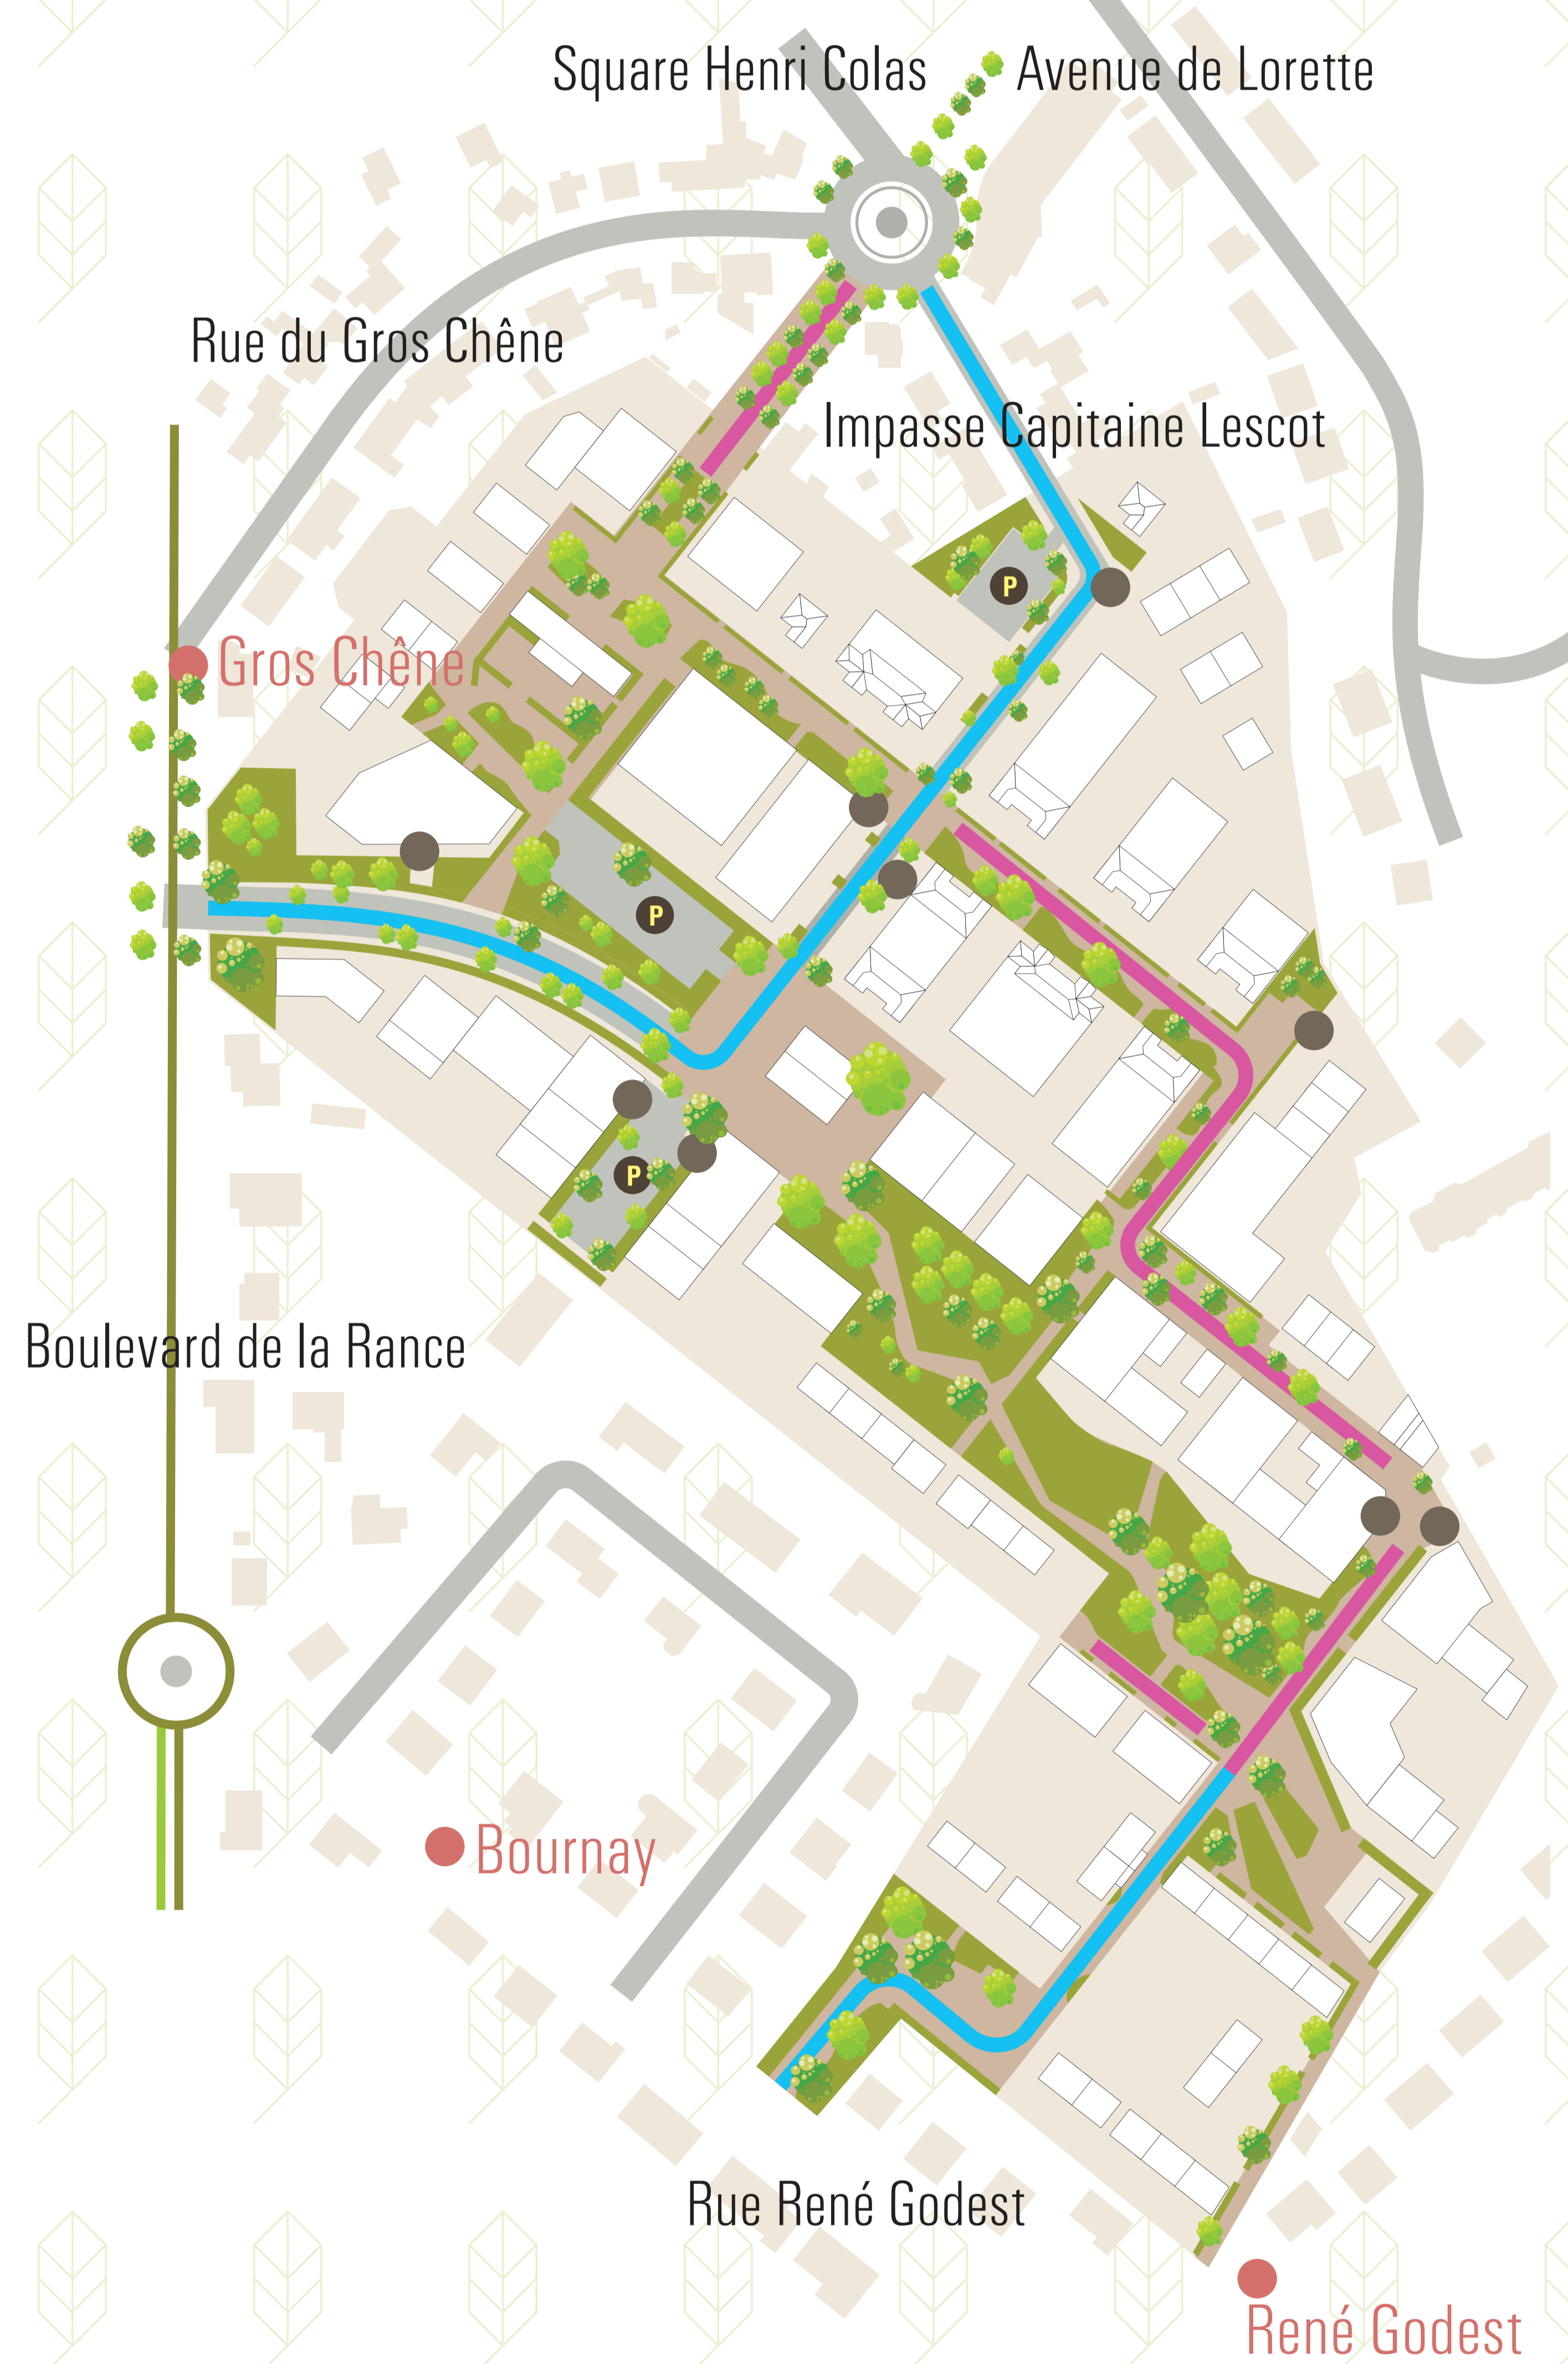 Square Henri Colas
Avenue de Lorette
Rue du Gros Chêne
Impasse Capitaine Lescot
P
Gros Chêne
P
P
Boulevard de la Rance
Bournay
Rue René Godest
René Godest